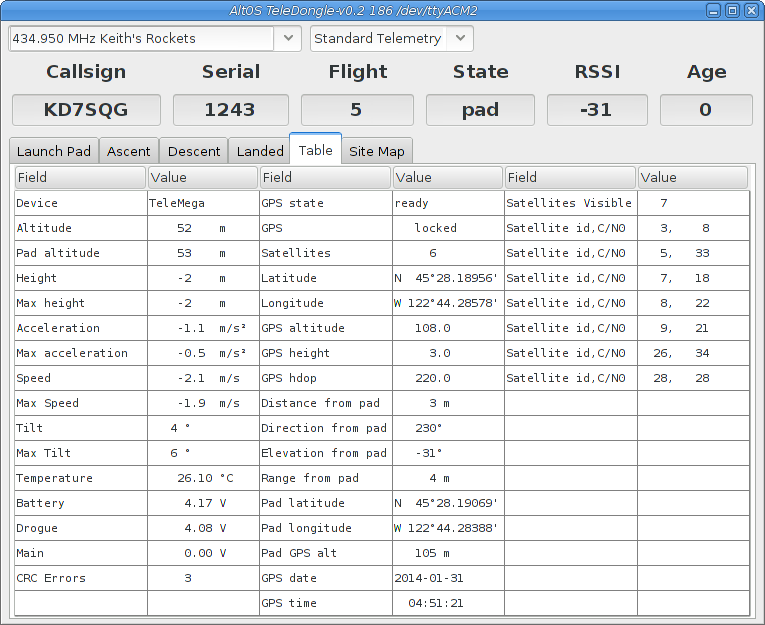 AltOS TeleDongle-v0.2 186 /dev/ttyACM2
434.950 MHz Keith's Rockets Standard Telemetry
Callsign Serial Flight State RSSI Age
KD7SQG 1243 5 pad -31 0
Launch Pad Ascent Descent Landed Table Site Map
Field Value Field Value Field Value
Device TeleMega GPS state ready Satellites Visible 7
Altitude 52 m GPS locked Satellite id,C/N0 3, 8
Pad altitude 53 m Satellites 6 Satellite id,C/N0 5, 33
Height -2 m Latitude N 45°28.18956' Satellite id,C/N0 7, 18
Max height -2 m Longitude W 122°44.28578' Satellite id,C/N0 8, 22
Acceleration -1.1 m/s² GPS altitude 108.0 Satellite id,C/N0 9, 21
Max acceleration -0.5 m/s² GPS height 3.0 Satellite id,C/N0 26, 34
Speed -2.1 m/s GPS hdop 220.0 Satellite id,C/N0 28, 28
Max Speed -1.9 m/s Distance from pad 3 m
Tilt 4 ° Direction from pad 230°
Max Tilt 6 ° Elevation from pad -31°
Temperature 26.10 °C Range from pad 4 m
Battery 4.17 V Pad latitude N 45°28.19069'
Drogue 4.08 V Pad longitude W 122°44.28388'
Main 0.00 V Pad GPS alt 105 m
CRC Errors 3 GPS date 2014-01-31
GPS time 04:51:21